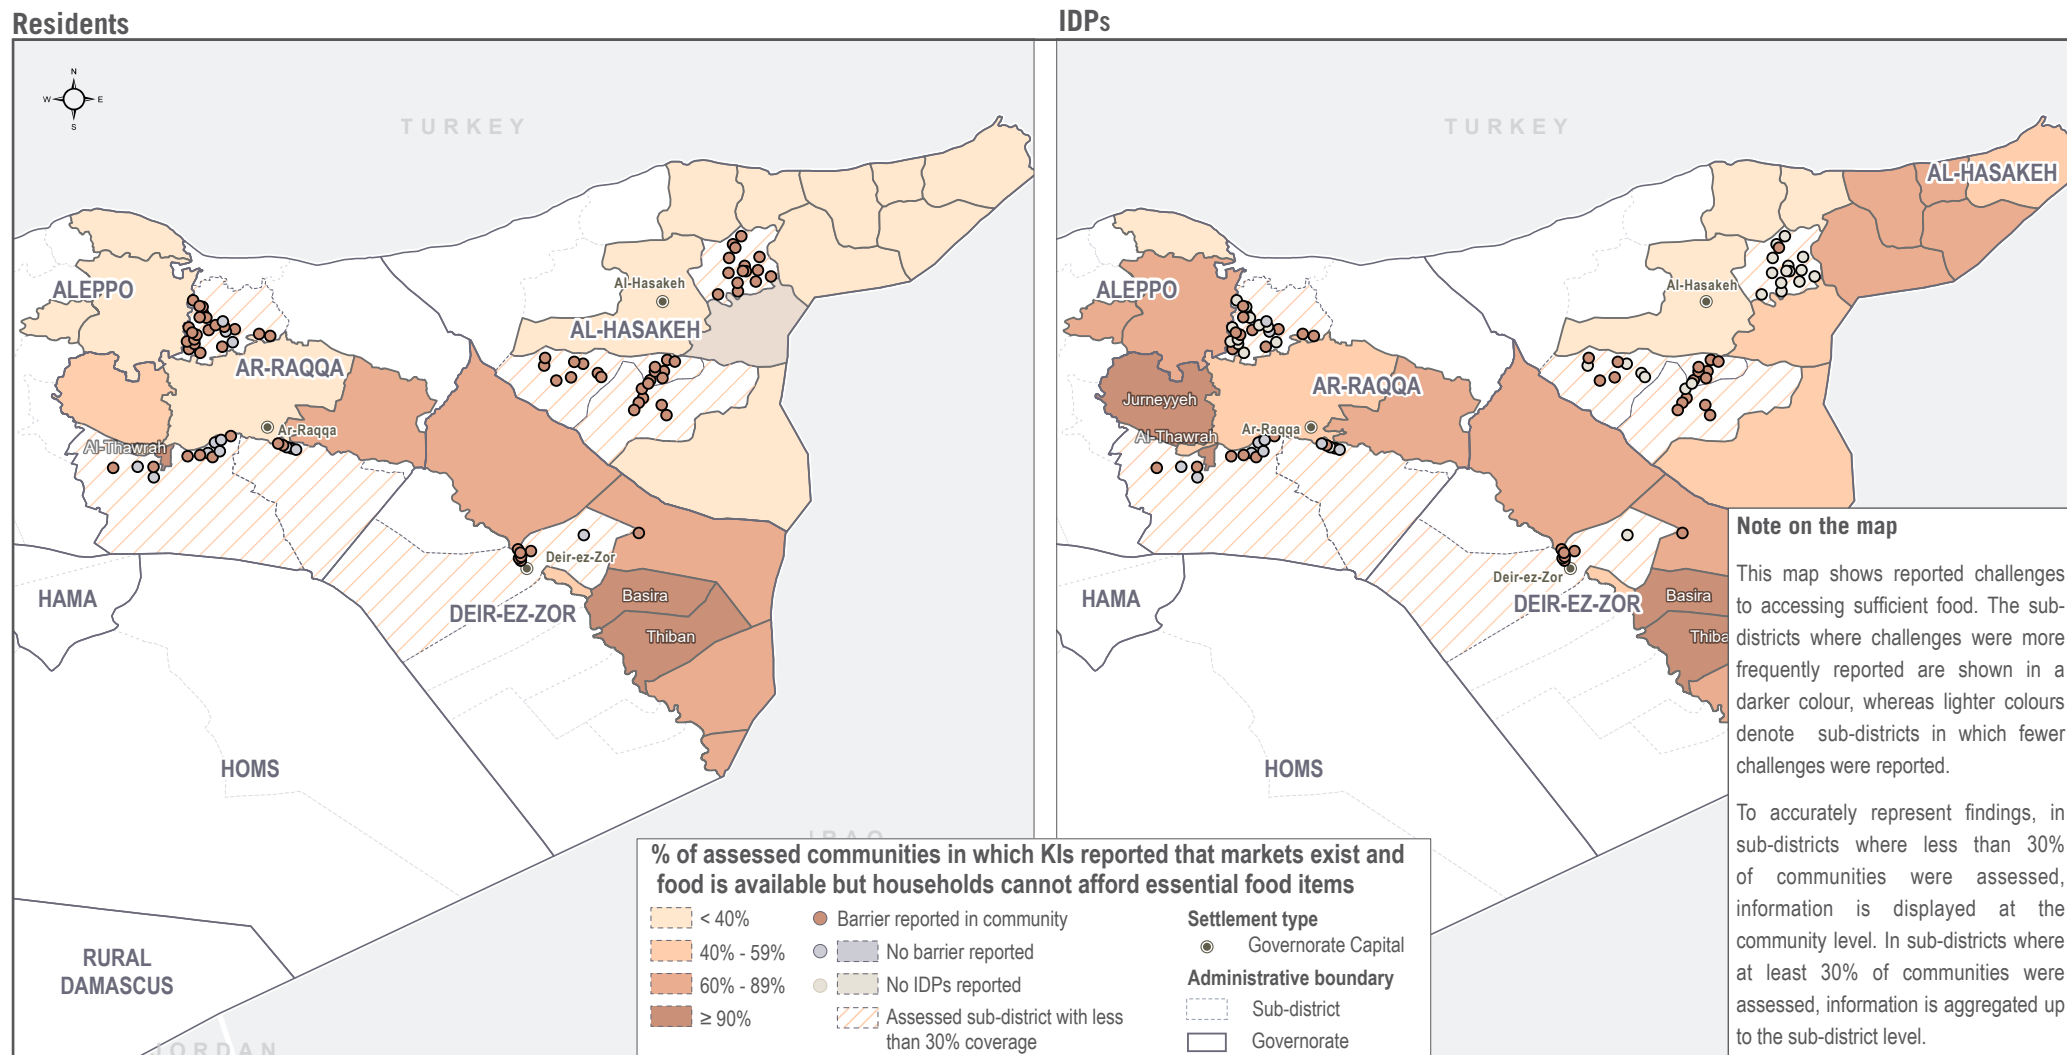 Residents
N
W
E
S
TURKEY
ALEPPO
Al-Hasakeh
AL-HASAKEH
AR-RAQQA
Ar-Raqqa
Al-Thawrah
Deir-ez-Zor
Basira
DEIR-EZ-ZOR
Thiban
HAMA
HOMS
RURAL
DAMASCUS
JORDAN
IRAQ
IDPs
TURKEY
AL-HASAKEH
ALEPPO
Al-Hasakeh
AR-RAQQA
Jurneyyeh
Ar-Raqqa
Al-Thawrah
Deir-ez-Zor
Basira
DEIR-EZ-ZOR
Thiba
HAMA
HOMS
% of assessed communities in which KIs reported that markets exist and
food is available but households cannot afford essential food items
< 40%
40% - 59%
60% - 89%
≥ 90%
Barrier reported in community
No barrier reported
No IDPs reported
Assessed sub-district with less
than 30% coverage
Settlement type
Governorate Capital
Administrative boundary
Sub-district
Governorate
Note on the map
This map shows reported challenges
to accessing sufficient food. The sub-
districts where challenges were more
frequently reported are shown in a
darker colour, whereas lighter colours
denote sub-districts in which fewer
challenges were reported.
To accurately represent findings, in
sub-districts where less than 30%
of communities were assessed,
information is displayed at the
community level. In sub-districts where
at least 30% of communities were
assessed, information is aggregated up
to the sub-district level.